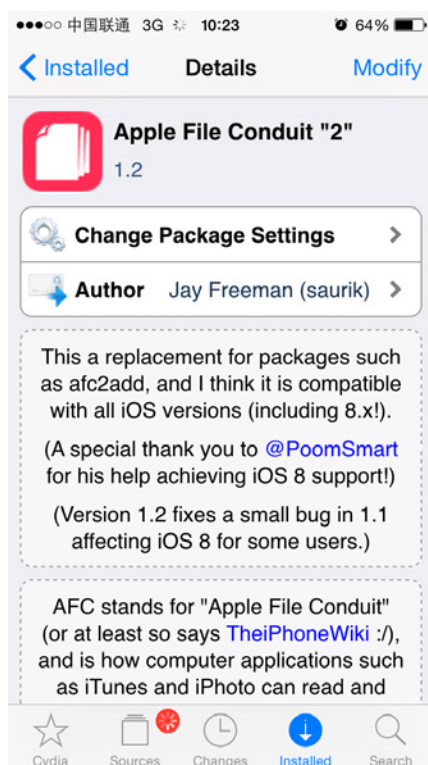 中国联通 3G 10:23 64%
Installed Details Modify
Apple File Conduit "2"
1.2
Change Package Settings
Author Jay Freeman (saurik)
This a replacement for packages such
as afc2add, and I think it is compatible
with all iOS versions (including 8.x!).
(A special thank you to @PoomSmart
for his help achieving iOS 8 support!)
(Version 1.2 fixes a small bug in 1.1
affecting iOS 8 for some users.)
AFC stands for "Apple File Conduit"
(or at least so says TheiPhoneWiki :/),
and is how computer applications such
as iTunes and iPhoto can read and
Cydia Sources Changes Installed Search